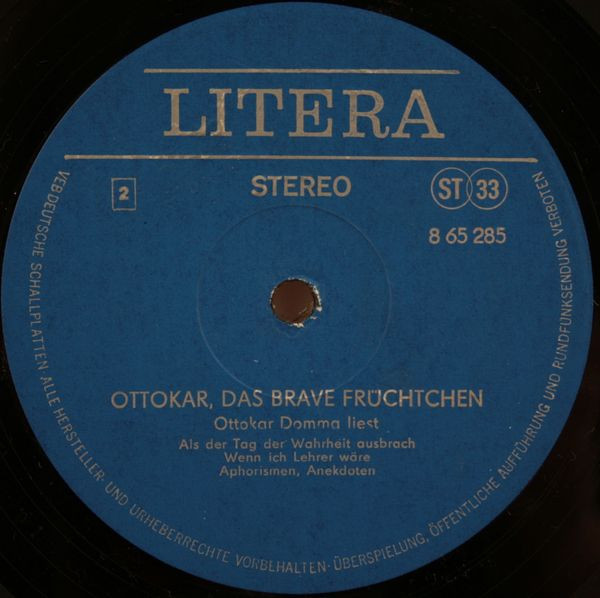 LITERA
2
STEREO
ST 33
8 65 285
OTTOKAR, DAS BRAVE FRÜCHTCHEN
Ottokar Domma liest
Als der Tag der Wahrheit ausbrach
Wenn ich Lehrer wäre
Aphorismen, Anekdoten
VEB DEUTSCHE SCHALLPLATTEN · ALLE HERSTELLER- UND URHEBERRECHTE VORBEHALTEN · ÜBERSPIELUNG, ÖFFENTLICHE AUFFÜHRUNG UND RUNDFUNKSENDUNG VERBOTEN